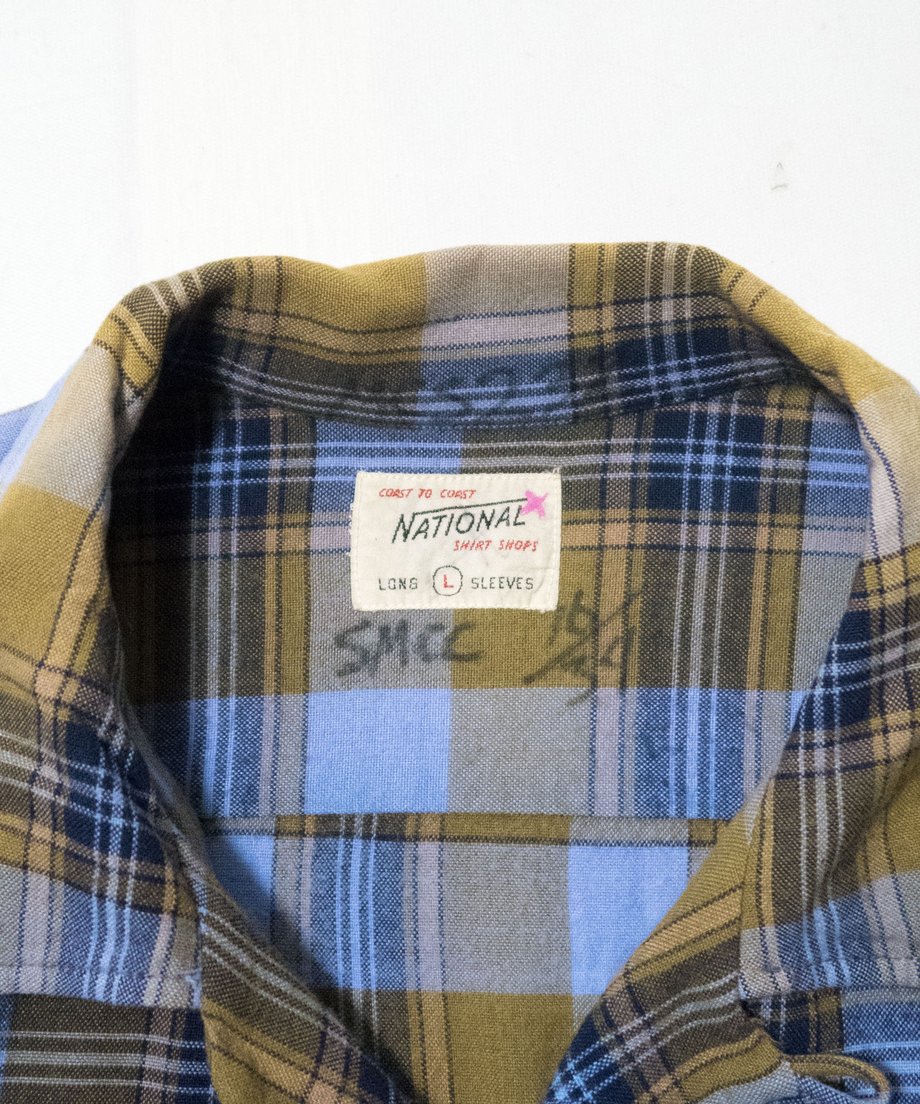 COAST TO COAST
NATIONAL
SHIRT SHOPS
LONG L SLEEVES
SMCC